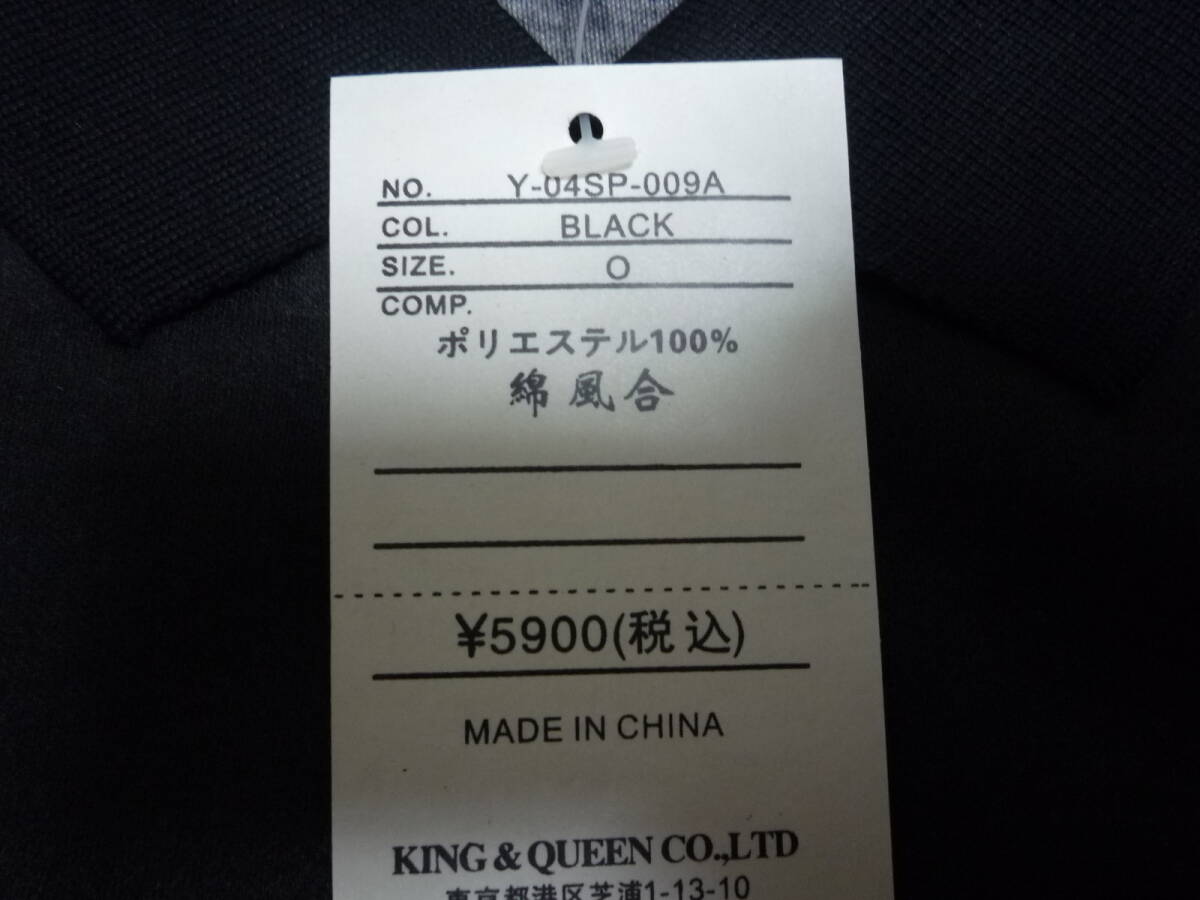 NO. Y-04SP-009A
COL. BLACK
SIZE. O
COMP.
ポリエステル100%
綿風合
¥5900(税込)
MADE IN CHINA
KING & QUEEN CO.,LTD
東京都港区芝浦1-13-10